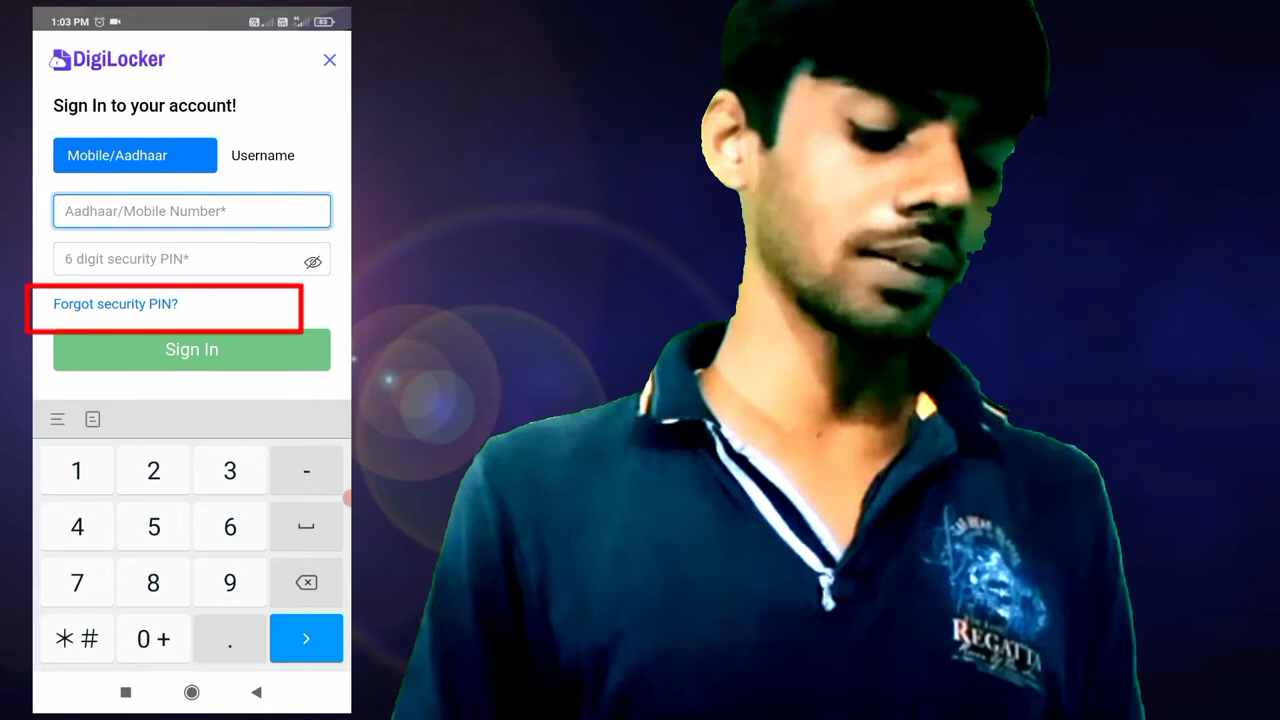 1:03 PM
83
DigiLocker
Sign In to your account!
Mobile/Aadhaar Username
Aadhaar/Mobile Number*
6 digit security PIN*
Forgot security PIN?
Sign In
1 2 3 -
4 5 6
7 8 9
*# 0 + .
REGATTA